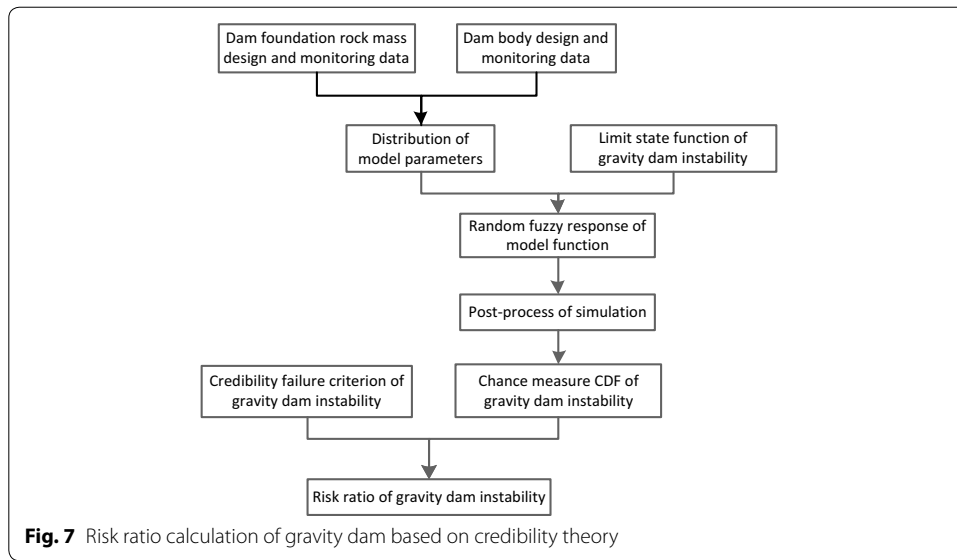 Dam foundation rock mass
design and monitoring data
Dam body design and
monitoring data
Distribution of
model parameters
Limit state function of
gravity dam instability
Random fuzzy response of
model function
Post-process of simulation
Credibility failure criterion of
gravity dam instability
Chance measure CDF of
gravity dam instability
Risk ratio of gravity dam instability
Fig. 7 Risk ratio calculation of gravity dam based on credibility theory